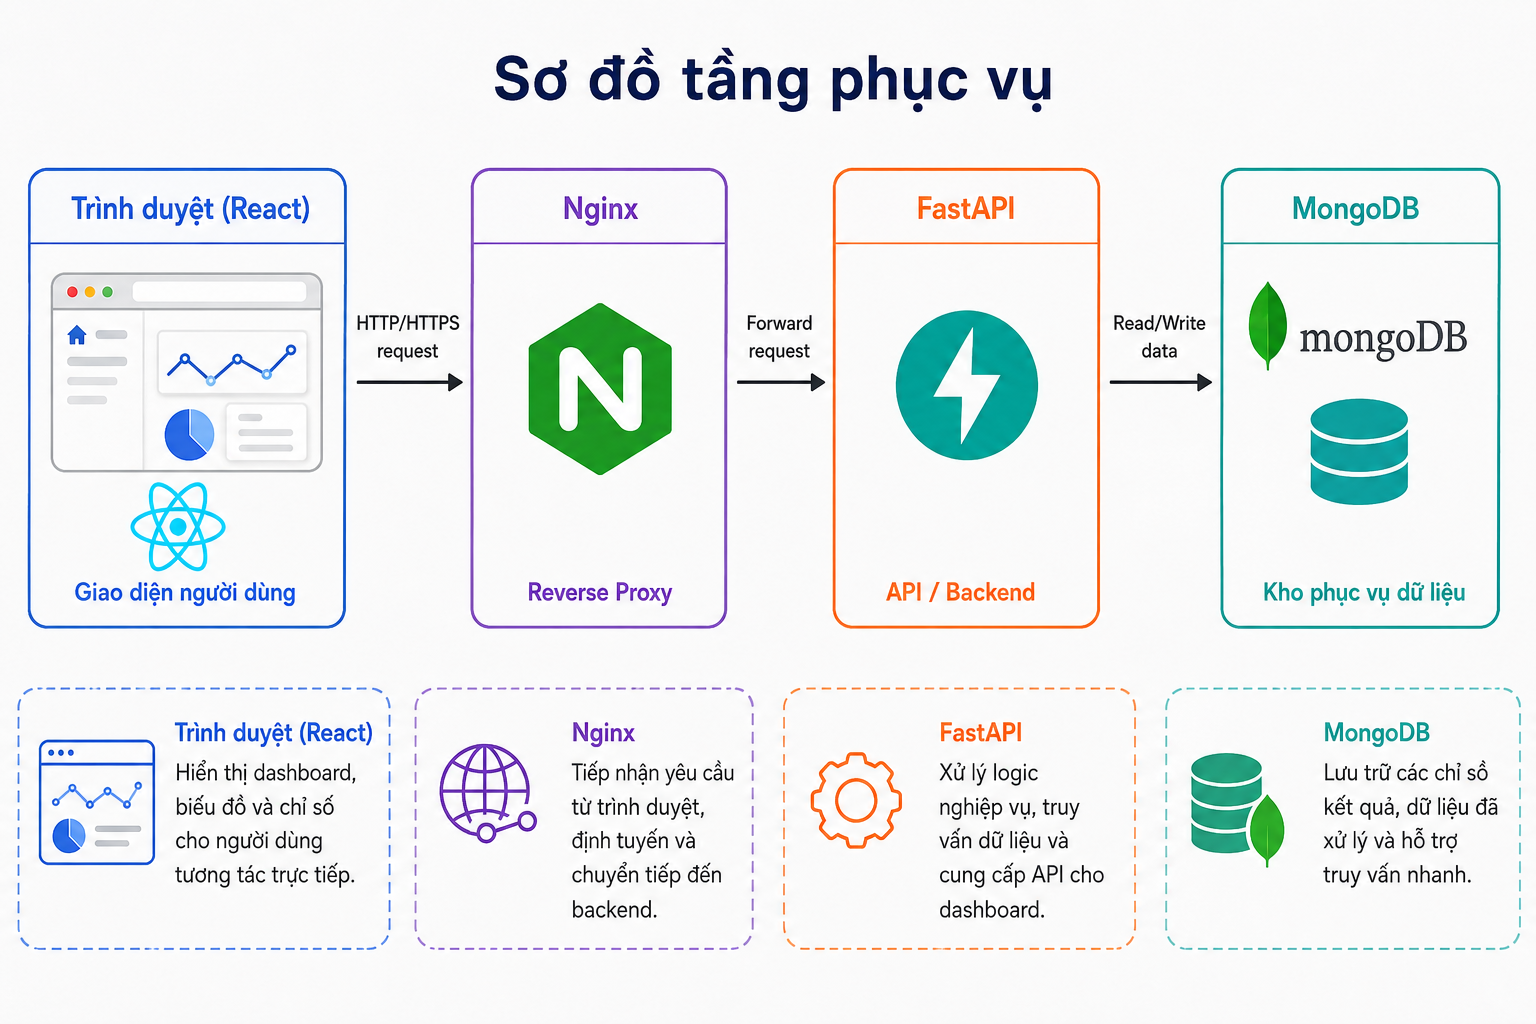 Sơ đồ tầng phục vụ
Trình duyệt (React)
Giao diện người dùng
HTTP/HTTPS
request
Nginx
N
Reverse Proxy
Forward
request
FastAPI
API / Backend
Read/Write
data
MongoDB
mongoDB
Kho phục vụ dữ liệu
Trình duyệt (React)
Hiển thị dashboard,
biểu đồ và chỉ số
cho người dùng
tương tác trực tiếp.
Nginx
Tiếp nhận yêu cầu
từ trình duyệt,
định tuyến và
chuyển tiếp đến
backend.
FastAPI
Xử lý logic
nghiệp vụ, truy
vấn dữ liệu và
cung cấp API cho
dashboard.
MongoDB
Lưu trữ các chỉ sồ
kết quả, dữ liệu đã
xử lý và hỗ trợ
truy vấn nhanh.